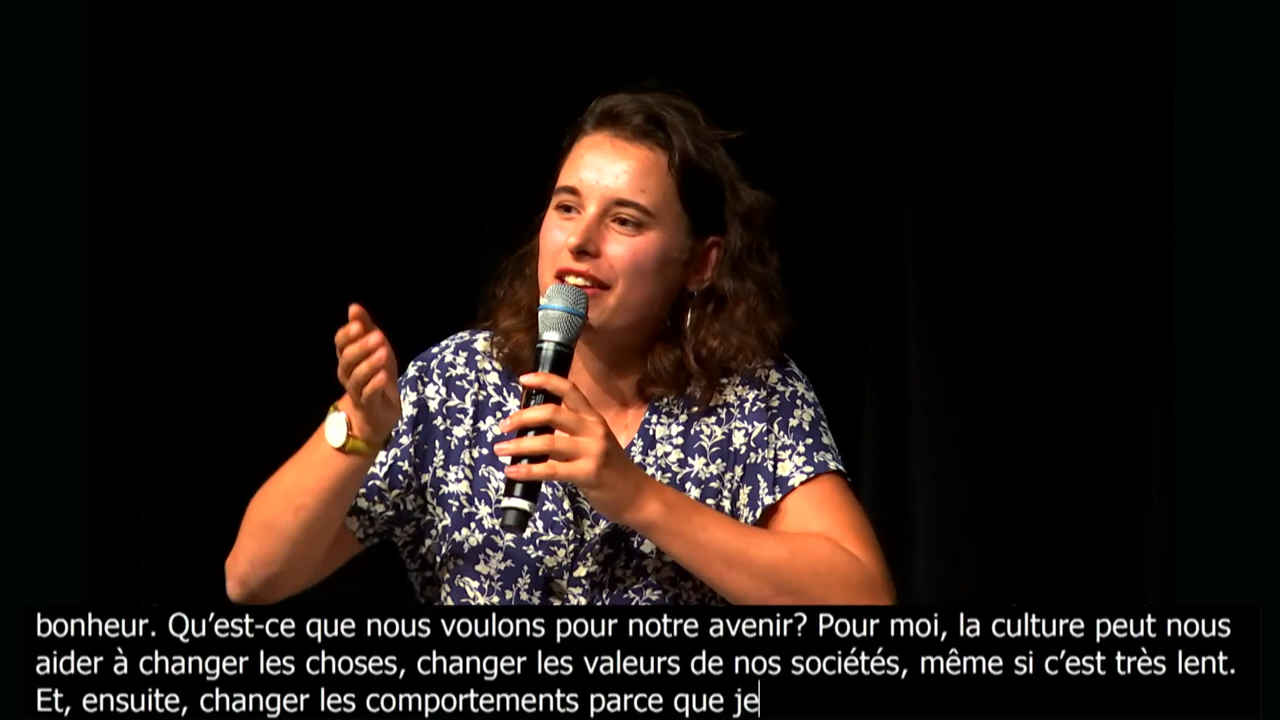 bonheur. Qu’est-ce que nous voulons pour notre avenir? Pour moi, la culture peut nous
aider à changer les choses, changer les valeurs de nos sociétés, même si c’est très lent.
Et, ensuite, changer les comportements parce que je